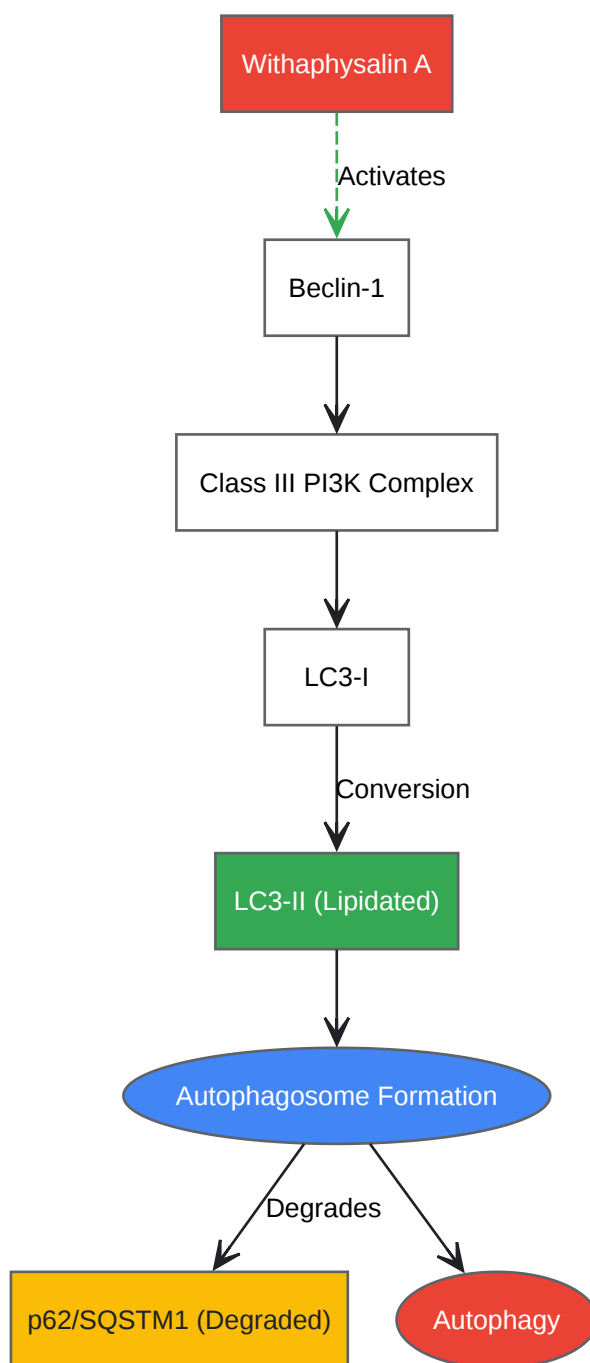 Withaphysalin A
Activates
Beclin-1
Class III PI3K Complex
LC3-I
Conversion
LC3-II (Lipidated)
Autophagosome Formation
Degrades
p62/SQSTM1 (Degraded)
Autophagy